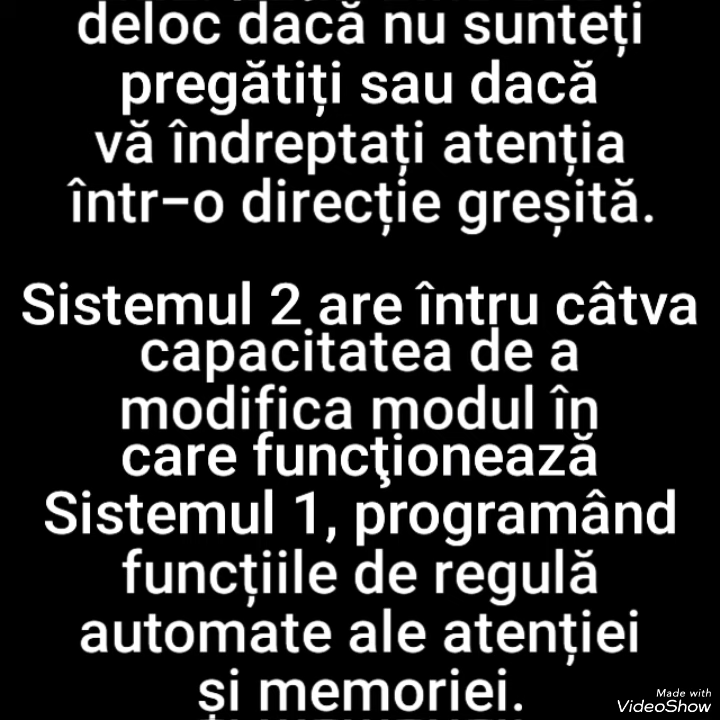 deloc dacă nu sunteți
pregătiți sau dacă
vă îndreptați atenția
într-o direcție greșită.
Sistemul 2 are întru câtva
capacitatea de a
modifica modul în
care funcţionează
Sistemul 1, programând
funcțiile de regulă
automate ale atenției
și memoriei.
Made with
VideoShow